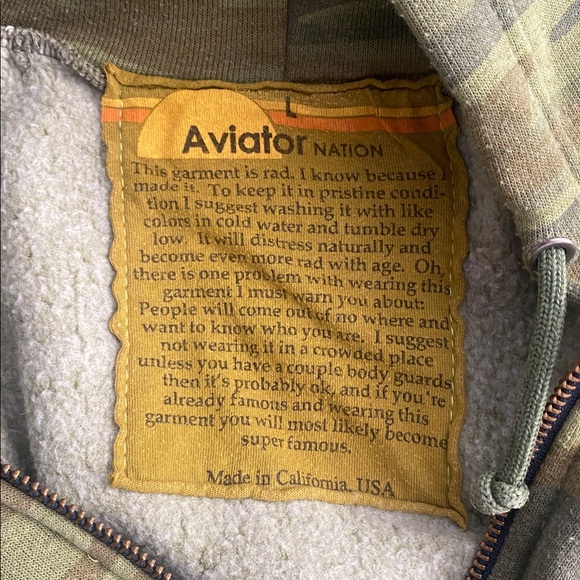 L
Aviator NATION
This garment is rad. I know because I
made it. To keep it in pristine condi-
tion I suggest washing it with like
colors in cold water and tumble dry
low. It will distress naturally and
become even more rad with age. Oh,
there is one problem with wearing this
garment I must warn you about:
People will come out of no where and
want to know who you are. I suggest
not wearing it in a crowded place
unless you have a couple body guards
then it's probably ok, and if you're
already famous and wearing this
garment you will most likely become
super famous.
Made in California, USA